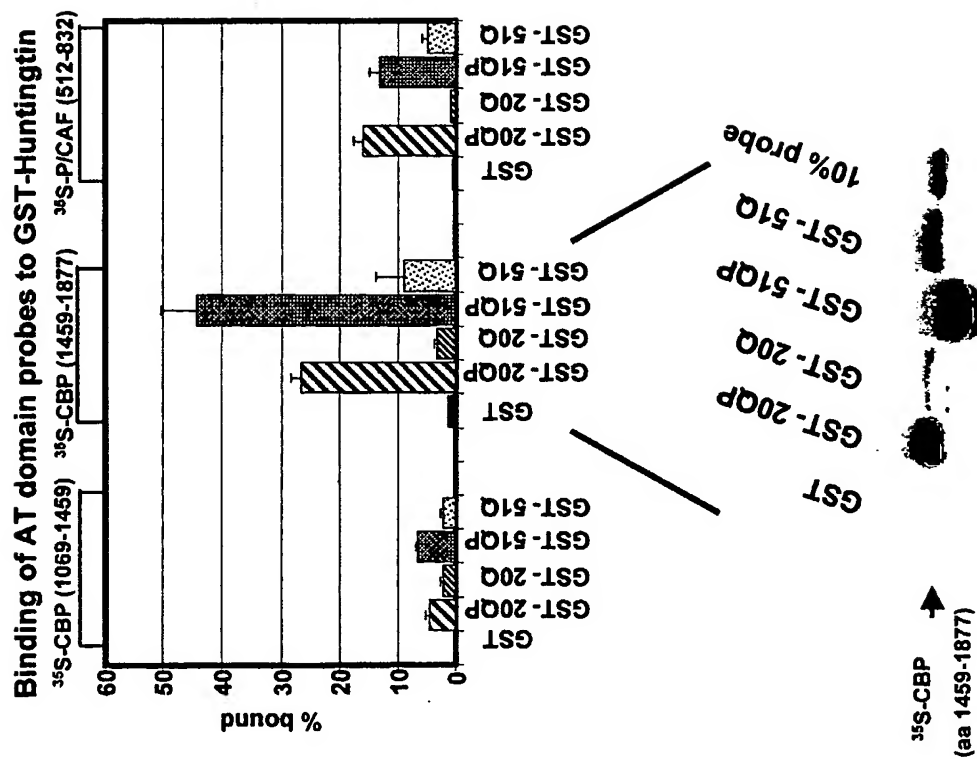 Binding of AT domain probes to GST-Huntingtin
³⁵S-CBP (1069-1459) ³⁵S-CBP (1459-1877) ³⁵S-P/CAF (512-832)
% bound
60
50
40
30
20
10
0
GST
GST-20QP
GST-20Q
GST-51QP
GST-51Q
GST
GST-20QP
GST-20Q
GST-51QP
GST-51Q
GST
GST-20QP
GST-20Q
GST-51QP
GST-51Q
GST
GST-20QP
GST-20Q
GST-51QP
GST-51Q
10% probe
³⁵S-CBP
(aa 1459-1877)